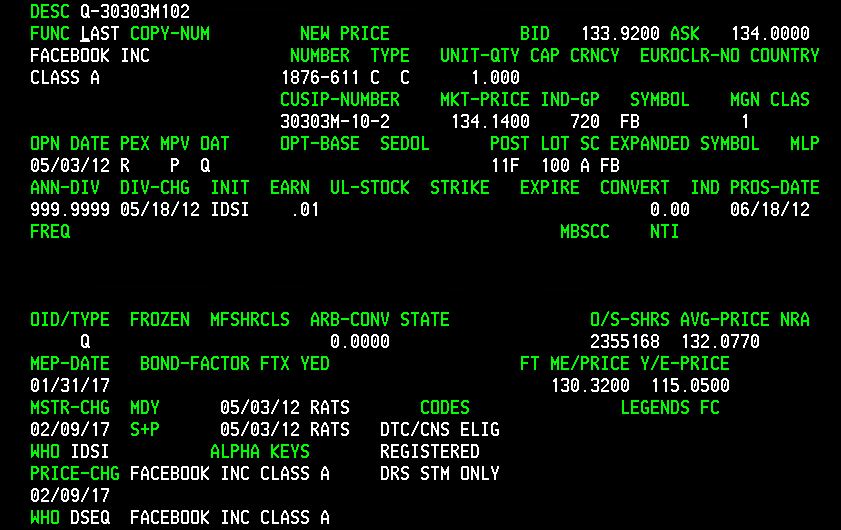 DESC Q-30303M102
FUNC LAST COPY-NUM NEW PRICE BID 133.9200 ASK 134.0000
FACEBOOK INC NUMBER TYPE UNIT-QTY CAP CRNCY EUROCLR-NO COUNTRY
CLASS A 1876-611 C C 1.000
CUSIP-NUMBER MKT-PRICE IND-GP SYMBOL MGN CLAS
30303M-10-2 134.1400 720 FB 1
OPN DATE PEX MPV OAT OPT-BASE SEDOL POST LOT SC EXPANDED SYMBOL MLP
05/03/12 R P Q 11F 100 A FB
ANN-DIV DIV-CHG INIT EARN UL-STOCK STRIKE EXPIRE CONVERT IND PROS-DATE
999.9999 05/18/12 IDSI .01 0.00 06/18/12
FREQ MBSCC NTI
OID/TYPE FROZEN MFSHRCLS ARB-CONV STATE O/S-SHRS AVG-PRICE NRA
Q 0.0000 2355168 132.0770
MEP-DATE BOND-FACTOR FTX YED FT ME/PRICE Y/E-PRICE
01/31/17 130.3200 115.0500
MSTR-CHG MDY 05/03/12 RATS CODES LEGENDS FC
02/09/17 S+P 05/03/12 RATS DTC/CNS ELIG
WHO IDSI ALPHA KEYS REGISTERED
PRICE-CHG FACEBOOK INC CLASS A DRS STM ONLY
02/09/17
WHO DSEQ FACEBOOK INC CLASS A